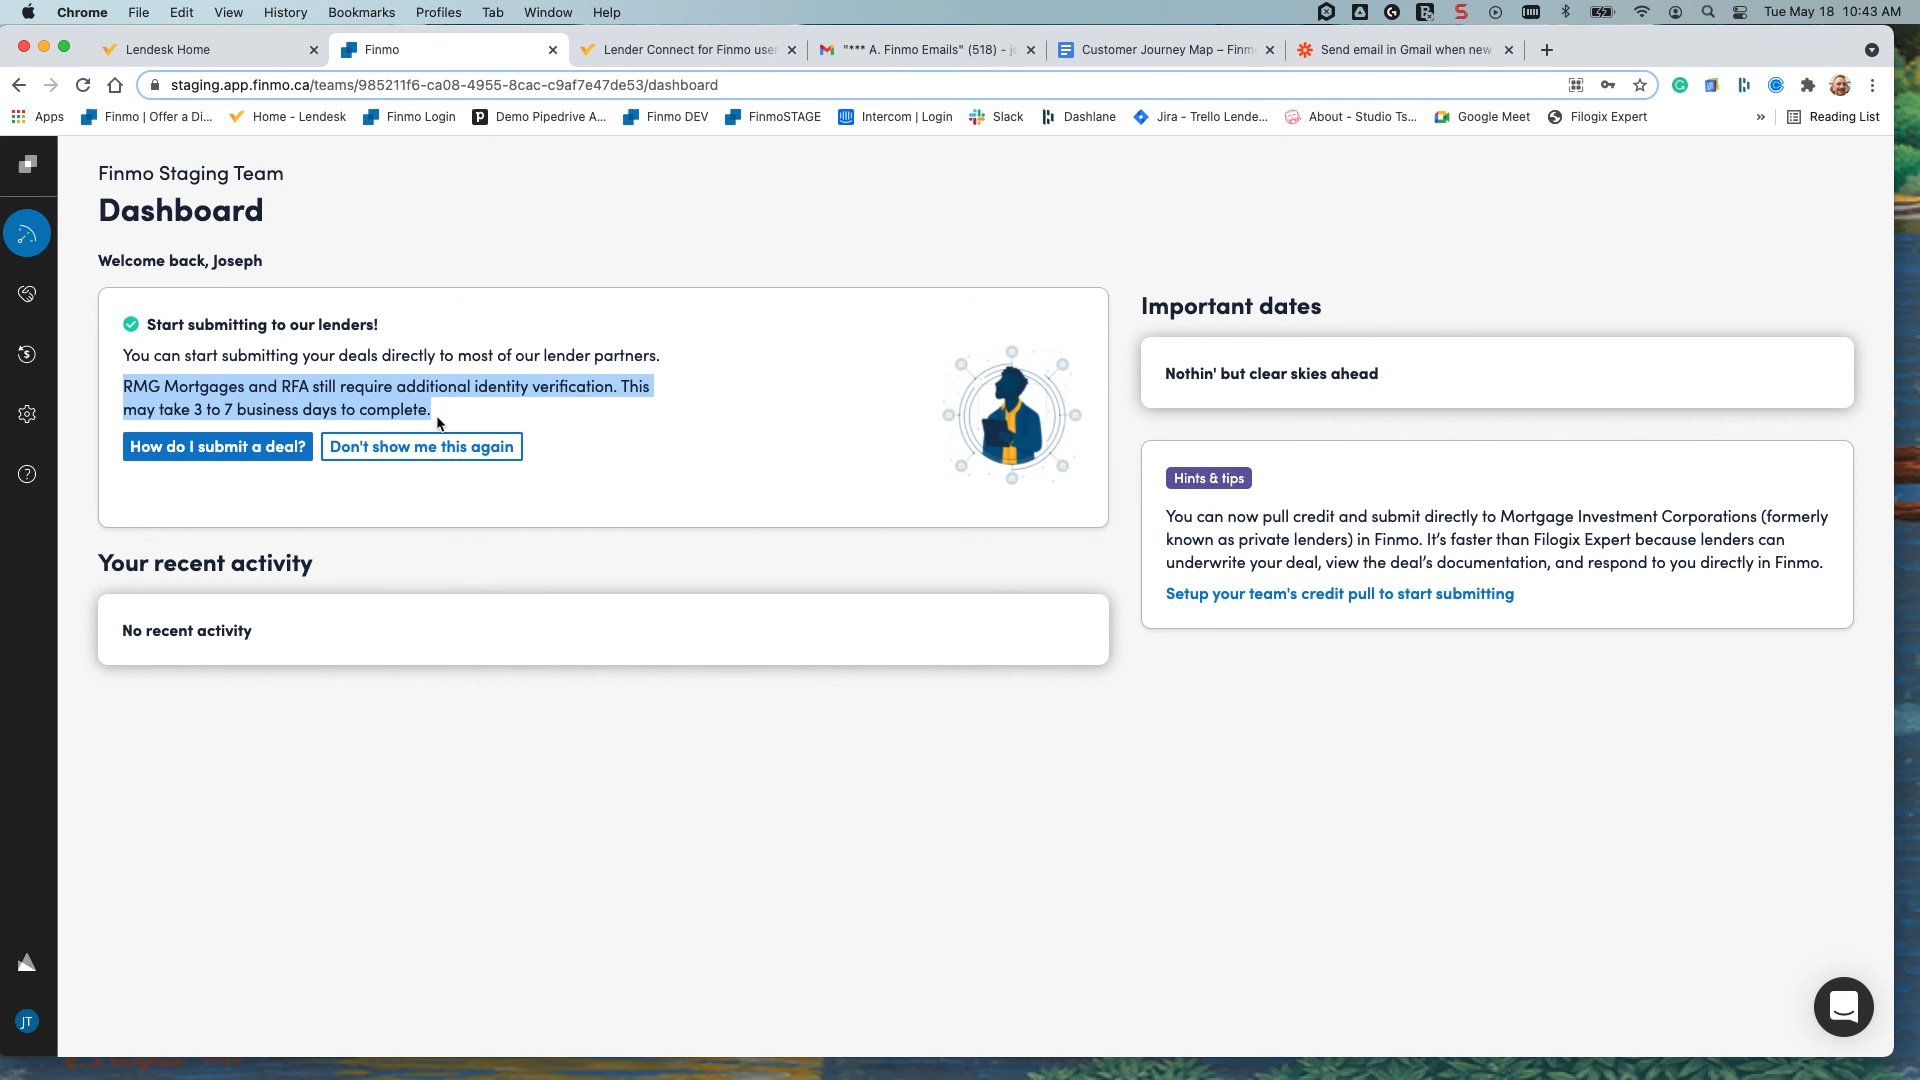 Chrome File Edit View History Bookmarks Profiles Tab Window Help Tue May 18 10:43 AM
Lendesk Home Finmo Lender Connect for Finmo user "*** A. Finmo Emails" (518) - jo Customer Journey Map – Finm Send email in Gmail when new
staging.app.finmo.ca/teams/985211f6-ca08-4955-8cac-c9af7e47de53/dashboard
Apps Finmo | Offer a Di... Home - Lendesk Finmo Login Demo Pipedrive A... Finmo DEV FinmoSTAGE Intercom | Login Slack Dashlane Jira - Trello Lende... About - Studio Ts... Google Meet Filogix Expert » Reading List
Finmo Staging Team
Dashboard
Welcome back, Joseph
Start submitting to our lenders!
You can start submitting your deals directly to most of our lender partners.
RMG Mortgages and RFA still require additional identity verification. This
may take 3 to 7 business days to complete.
How do I submit a deal? Don't show me this again
Your recent activity
No recent activity
Important dates
Nothin' but clear skies ahead
Hints & tips
You can now pull credit and submit directly to Mortgage Investment Corporations (formerly
known as private lenders) in Finmo. It's faster than Filogix Expert because lenders can
underwrite your deal, view the deal's documentation, and respond to you directly in Finmo.
Setup your team's credit pull to start submitting
JT